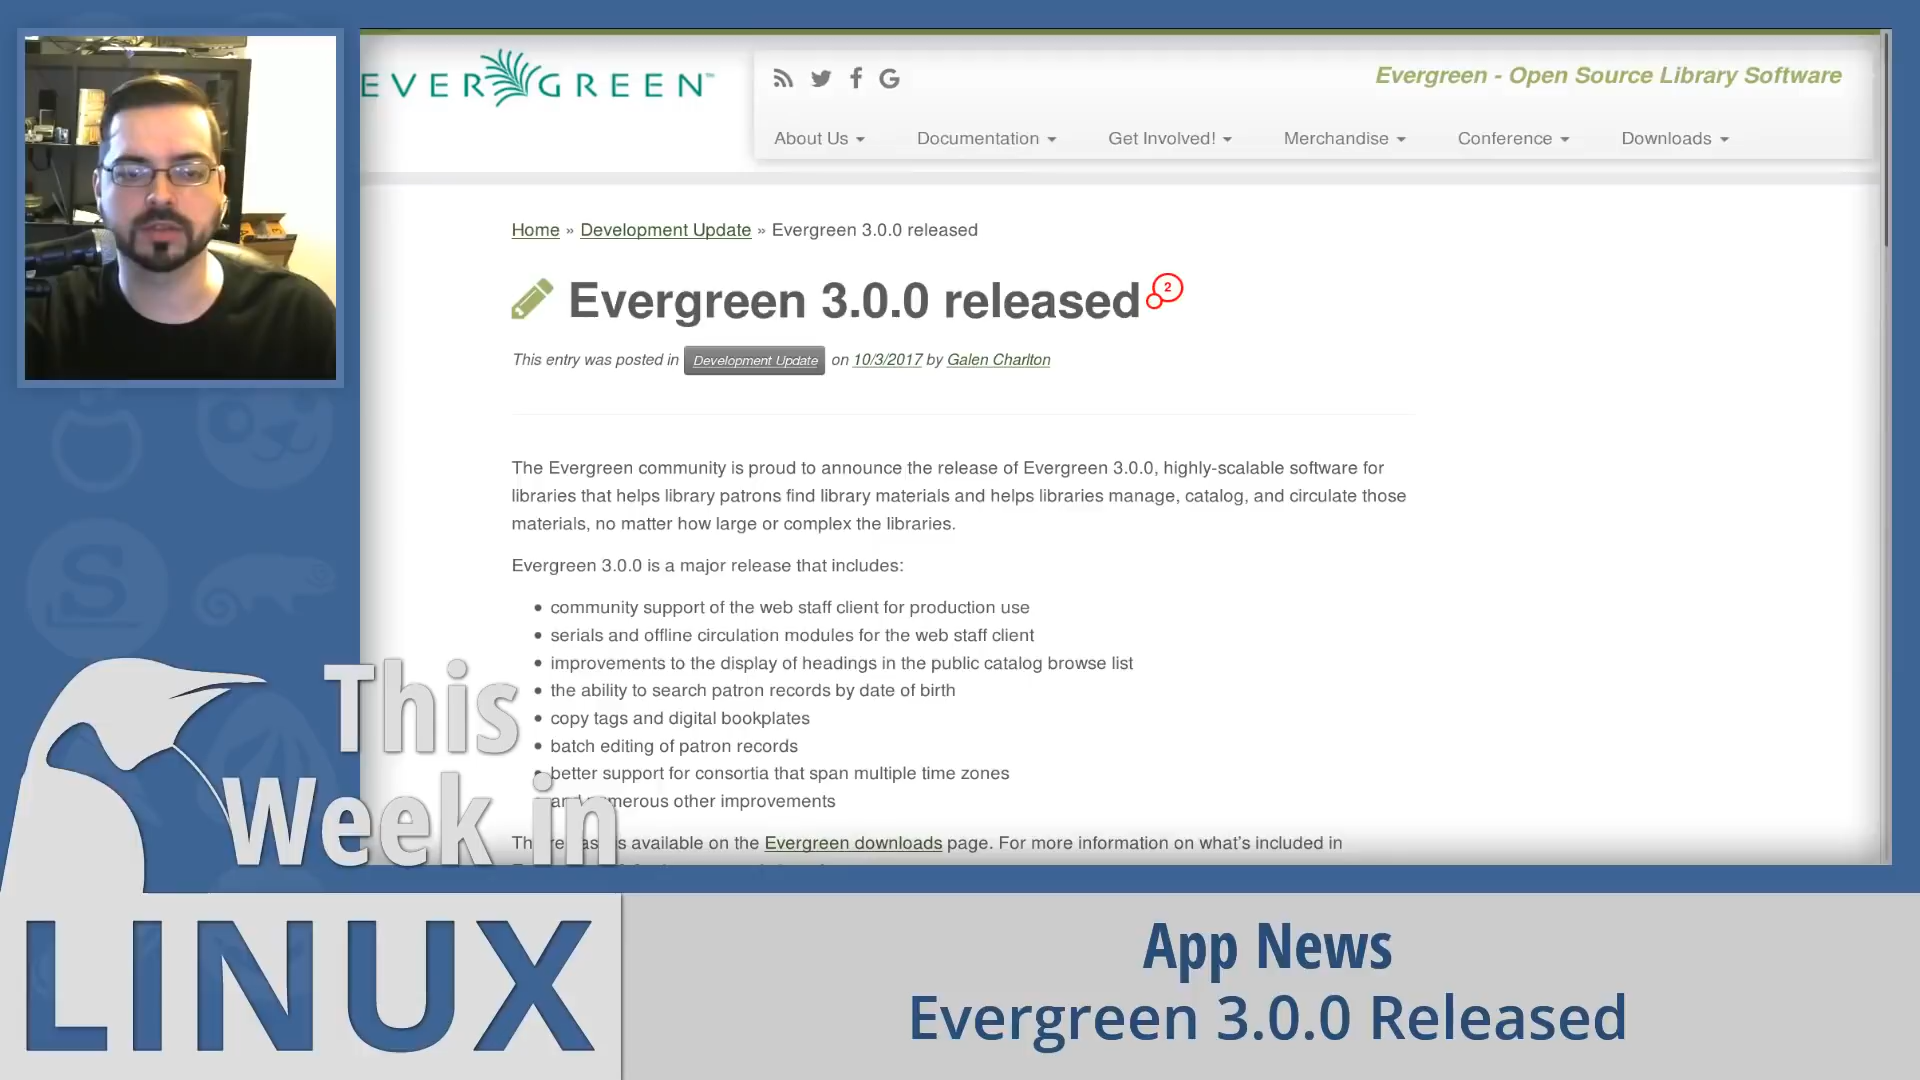 EVERGREEN™
Evergreen - Open Source Library Software
About Us
Documentation
Get Involved!
Merchandise
Conference
Downloads
Home » Development Update » Evergreen 3.0.0 released
Evergreen 3.0.0 released
2
This entry was posted in Development Update on 10/3/2017 by Galen Charlton
The Evergreen community is proud to announce the release of Evergreen 3.0.0, highly-scalable software for
libraries that helps library patrons find library materials and helps libraries manage, catalog, and circulate those
materials, no matter how large or complex the libraries.
Evergreen 3.0.0 is a major release that includes:
• community support of the web staff client for production use
• serials and offline circulation modules for the web staff client
• improvements to the display of headings in the public catalog browse list
• the ability to search patron records by date of birth
• copy tags and digital bookplates
• batch editing of patron records
• better support for consortia that span multiple time zones
and numerous other improvements
is available on the Evergreen downloads page. For more information on what's included in
This
Week in
LINUX
App News
Evergreen 3.0.0 Released